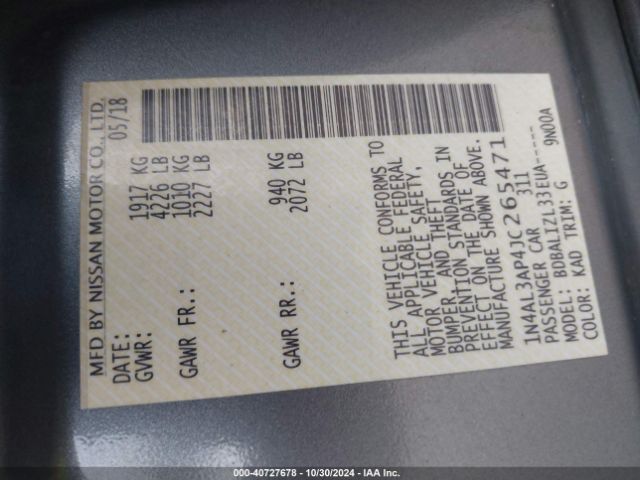 MFD BY NISSAN MOTOR CO., LTD.
DATE: 05/18
GVWR: 1917 KG
4226 LB
GAWR FR.: 1010 KG
2227 LB
GAWR RR.: 940 KG
2072 LB
THIS VEHICLE CONFORMS TO
ALL APPLICABLE FEDERAL
MOTOR VEHICLE SAFETY,
BUMPER, AND THEFT
PREVENTION STANDARDS IN
EFFECT ON THE DATE OF
MANUFACTURE SHOWN ABOVE.
1N4AL3AP4JC265471
PASSENGER CAR 311
MODEL: BDBALIZL33EUA-----
COLOR: KAD TRIM: G 9N00A
000-40727678 - 10/30/2024 - IAA Inc.